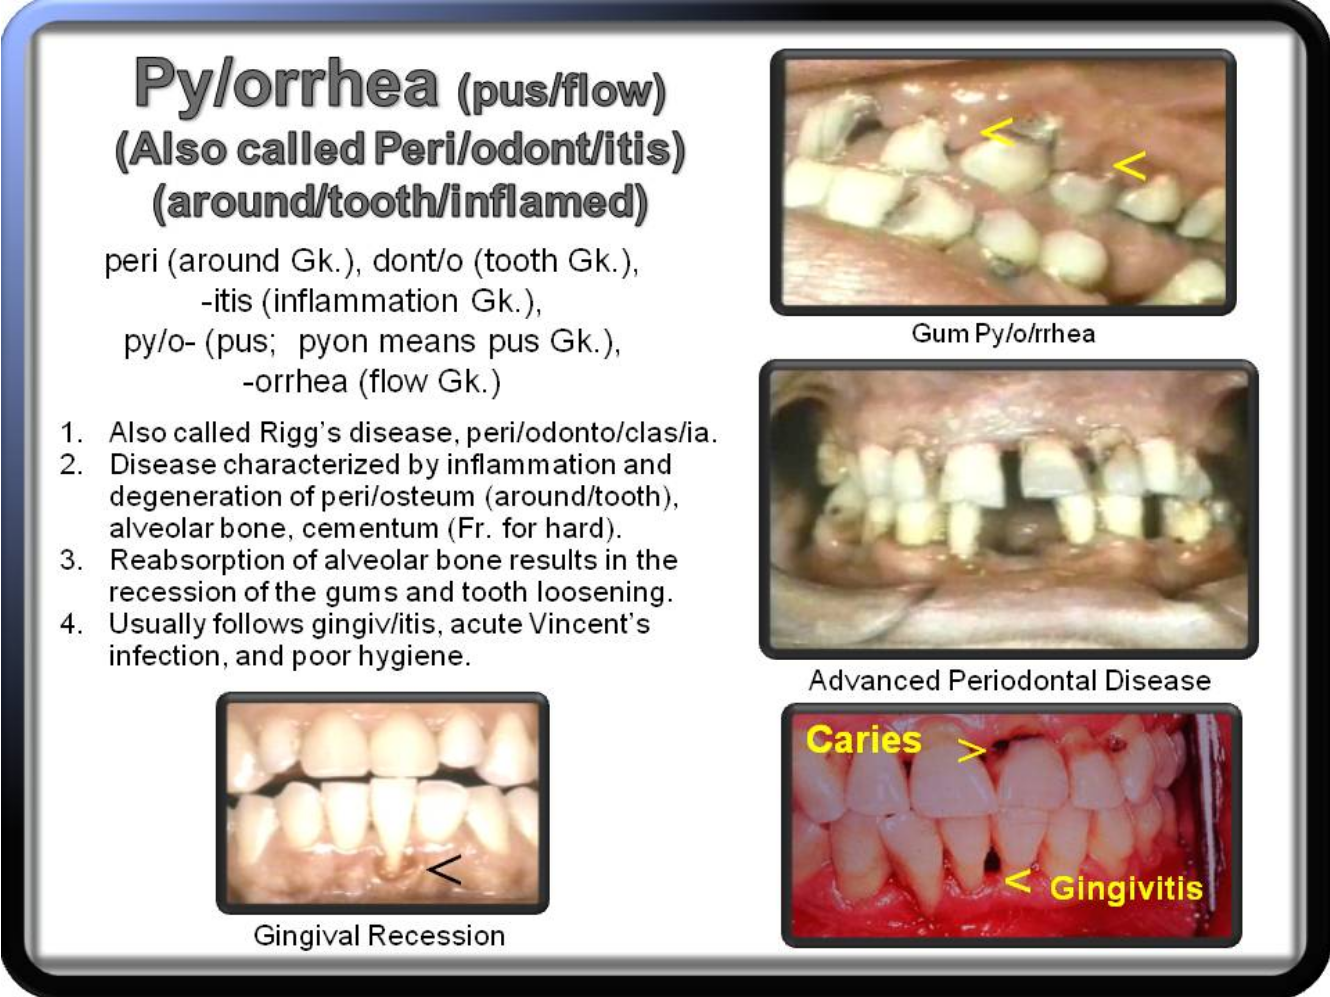 Py/orrhea (pus/flow)
(Also called Peri/odont/itis)
(around/tooth/inflamed)
peri (around Gk.), dont/o (tooth Gk.),
-itis (inflammation Gk.),
py/o- (pus; pyon means pus Gk.),
-orrhea (flow Gk.)
1. Also called Rigg's disease, peri/odonto/clas/ia.
2. Disease characterized by inflammation and
degeneration of peri/osteum (around/tooth),
alveolar bone, cementum (Fr. for hard).
3. Reabsorption of alveolar bone results in the
recession of the gums and tooth loosening.
4. Usually follows gingiv/itis, acute Vincent's
infection, and poor hygiene.
<
<
Gum Py/o/rrhea
Advanced Periodontal Disease
<
Gingival Recession
Caries >
< Gingivitis